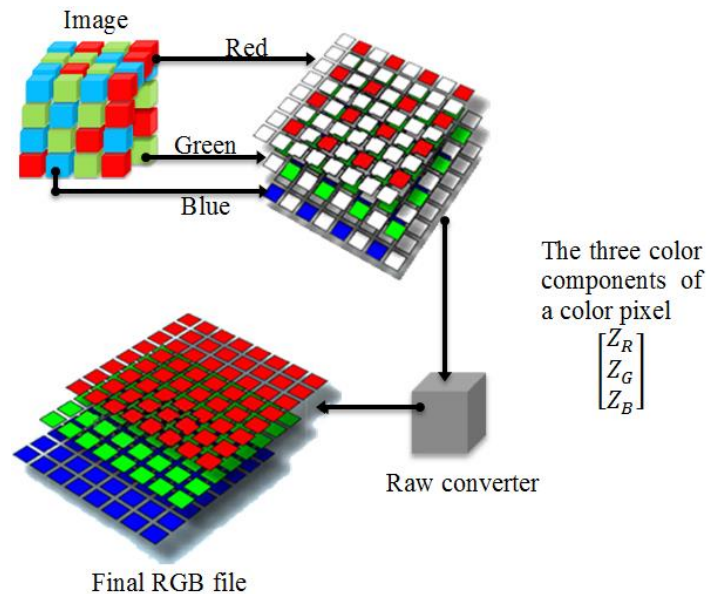 Image
Red
Green
Blue
The three color
components of
a color pixel
Z_R
Z_G
Z_B
Raw converter
Final RGB file